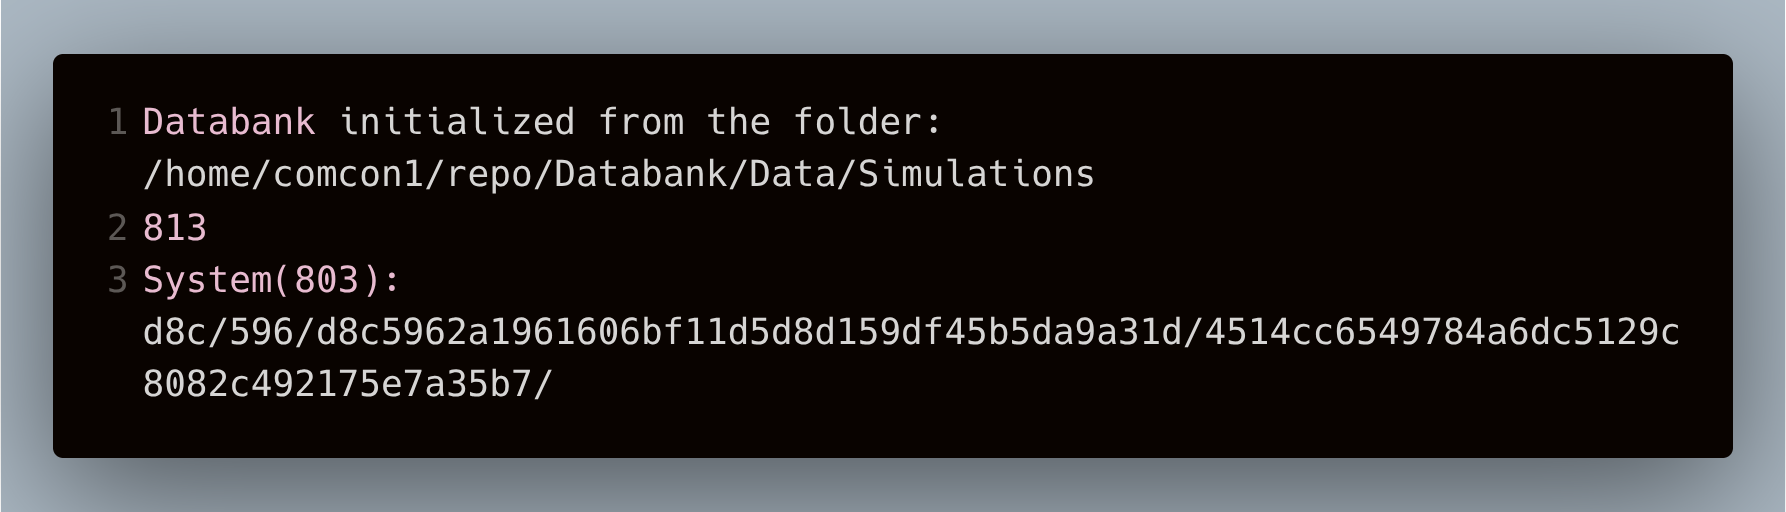 1 Databank initialized from the folder:
/home/comcon1/repo/Databank/Data/Simulations
2 813
3 System(803):
d8c/596/d8c5962a1961606bf11d5d8d159df45b5da9a31d/4514cc6549784a6dc5129c
8082c492175e7a35b7/